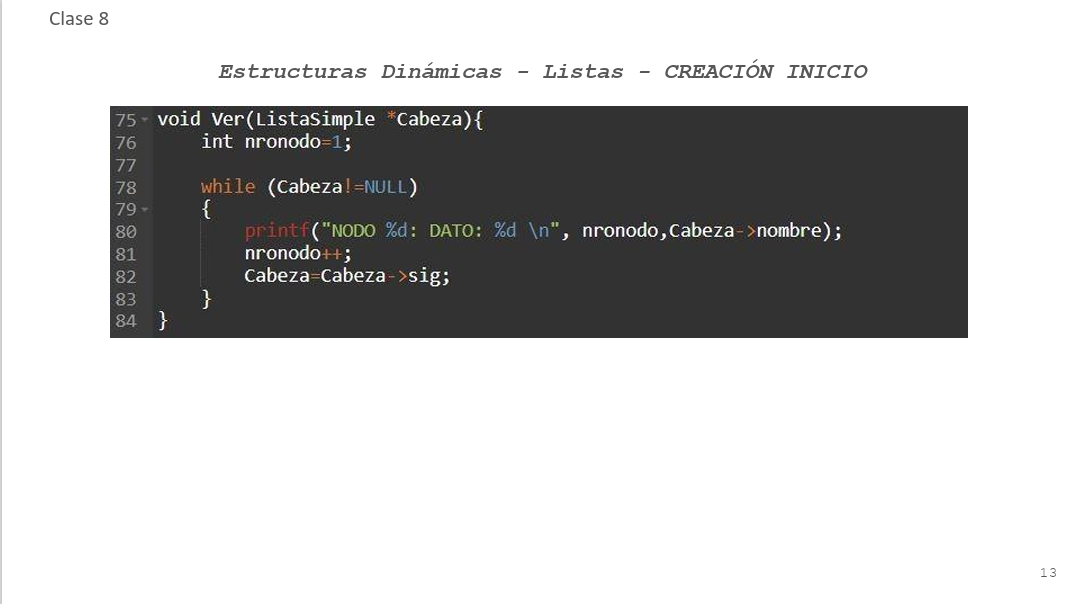 Clase 8
Estructuras Dinámicas - Listas - CREACIÓN INICIO
75 void Ver(ListaSimple *Cabeza){
76 int nronodo=1;
77
78 while (Cabeza!=NULL)
79 {
80 printf("NODO %d: DATO: %d \n", nronodo,Cabeza->nombre);
81 nronodo++;
82 Cabeza=Cabeza->sig;
83 }
84 }
13